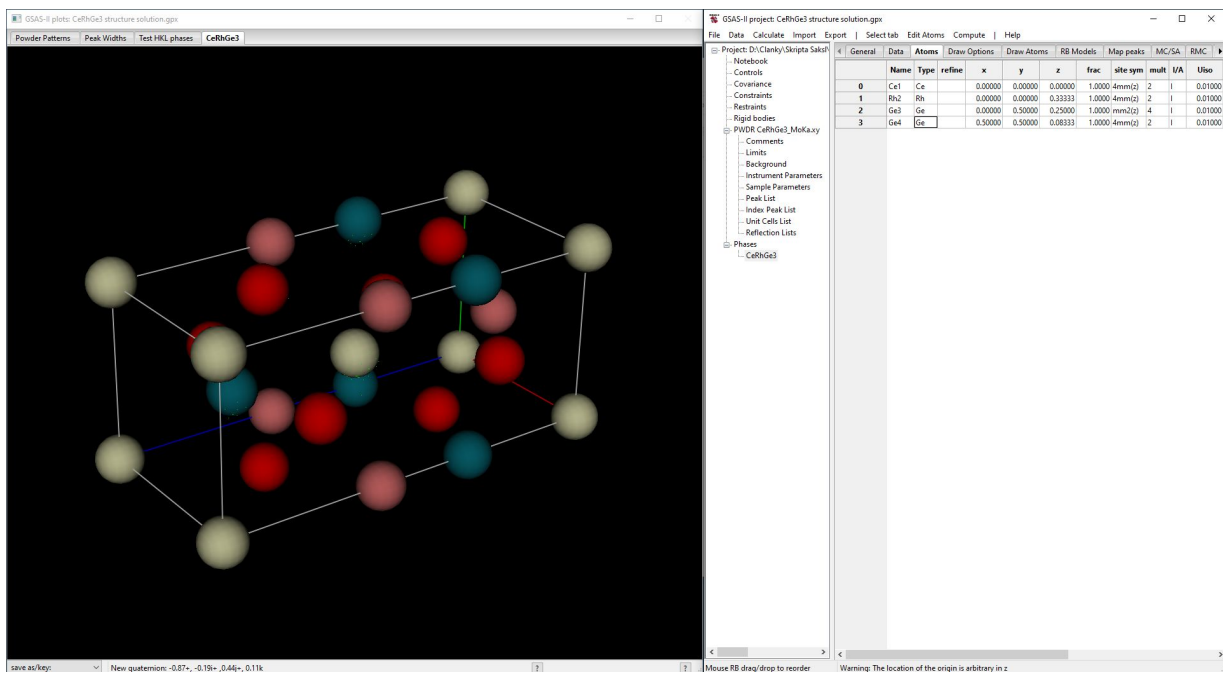 GSAS-II plots: CeRhGe3 structure solution.gpx
Powder Patterns Peak Widths Test HKL phases CeRhGe3
save as/key: New quaternion: -0.87+, -0.19i+ ,0.44j+, 0.11k ? ?
GSAS-II project: CeRhGe3 structure solution.gpx
File Data Calculate Import Export | Select tab Edit Atoms Compute | Help
Project: D:\Clanky\Skripta Saksl\
Notebook
Controls
Covariance
Constraints
Restraints
Rigid bodies
PWDR CeRhGe3_MoKa.xy
Comments
Limits
Background
Instrument Parameters
Sample Parameters
Peak List
Index Peak List
Unit Cells List
Reflection Lists
Phases
CeRhGe3
General Data Atoms Draw Options Draw Atoms RB Models Map peaks MC/SA RMC
Name Type refine x y z frac site sym mult I/A Uiso
0 Ce1 Ce 0.00000 0.00000 0.00000 1.0000 4mm(z) 2 I 0.01000
1 Rh2 Rh 0.00000 0.00000 0.33333 1.0000 4mm(z) 2 I 0.01000
2 Ge3 Ge 0.00000 0.50000 0.25000 1.0000 mm2(z) 4 I 0.01000
3 Ge4 Ge 0.50000 0.50000 0.08333 1.0000 4mm(z) 2 I 0.01000
Mouse RB drag/drop to reorder Warning: The location of the origin is arbitrary in z